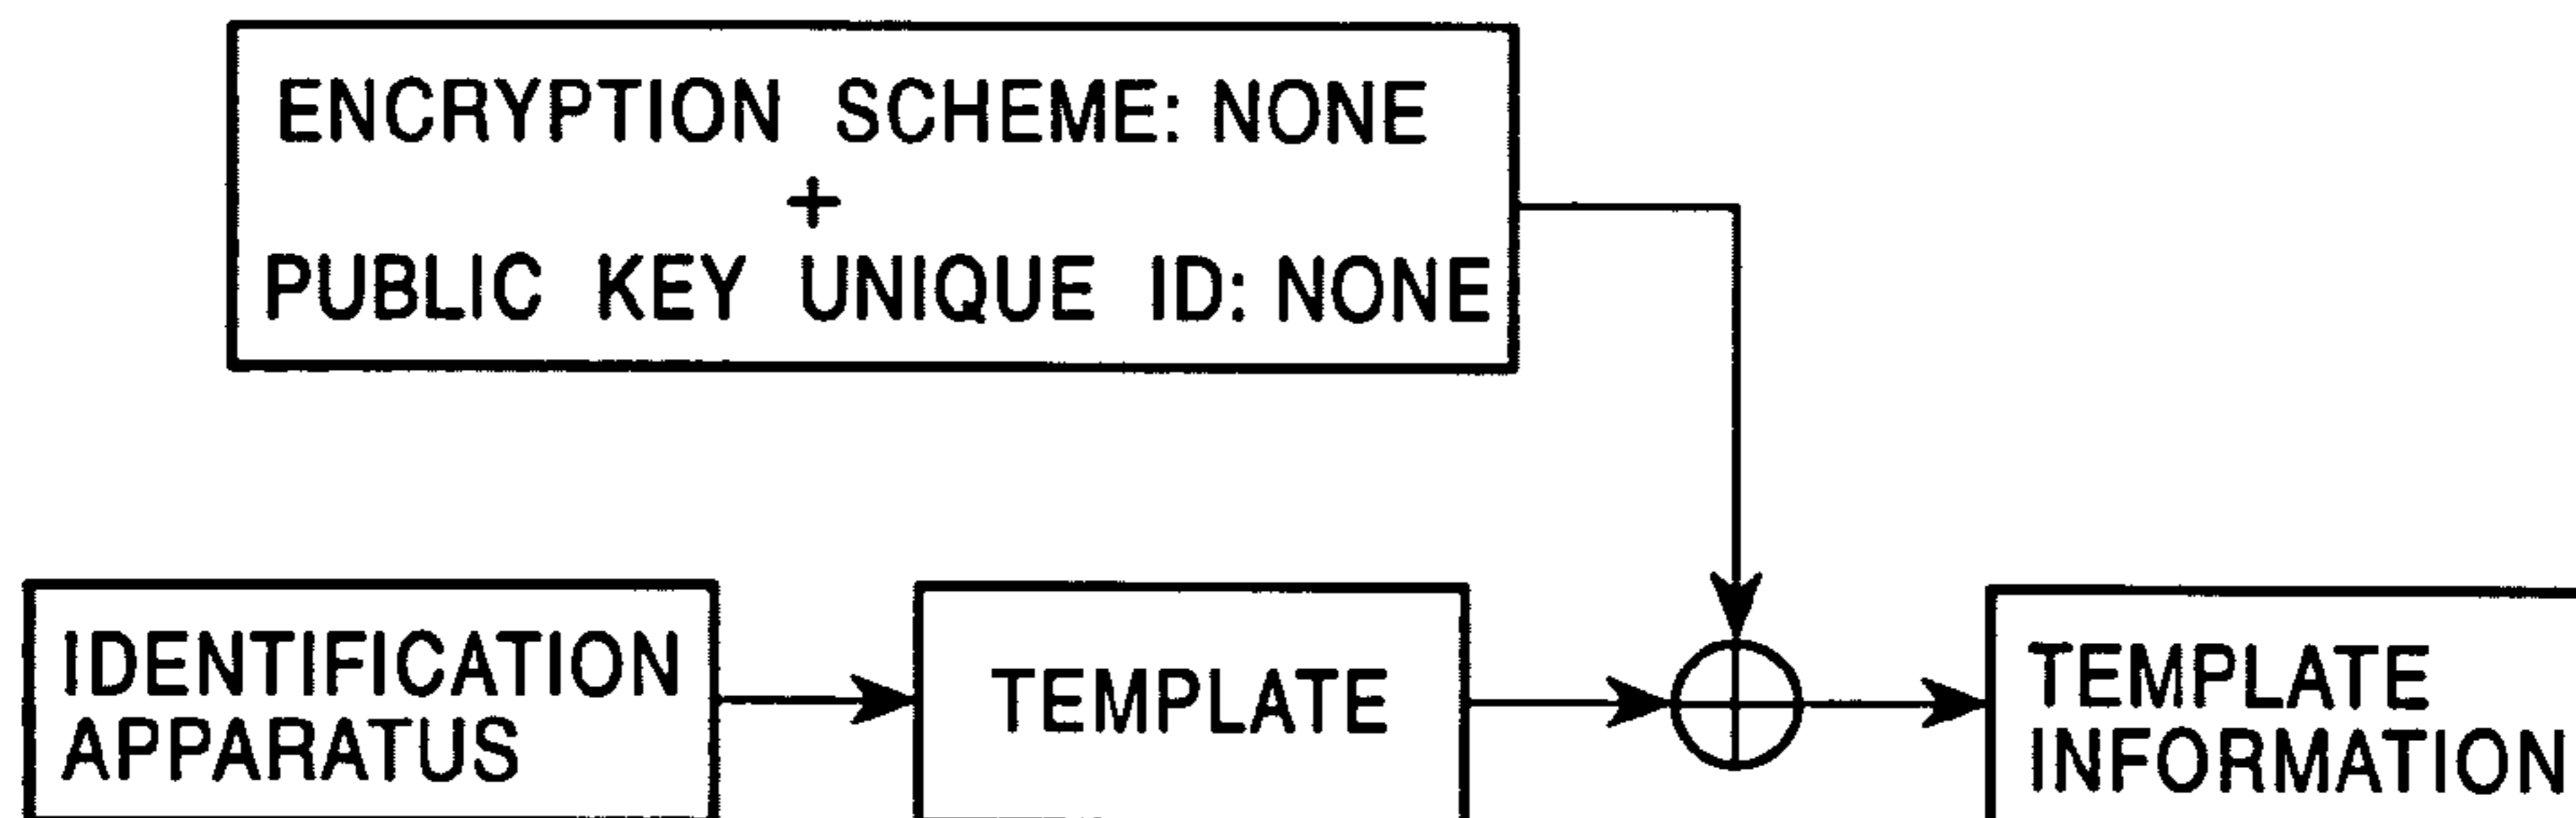 ENCRYPTION SCHEME: NONE
+
PUBLIC KEY UNIQUE ID: NONE
IDENTIFICATION
APPARATUS
TEMPLATE
TEMPLATE
INFORMATION